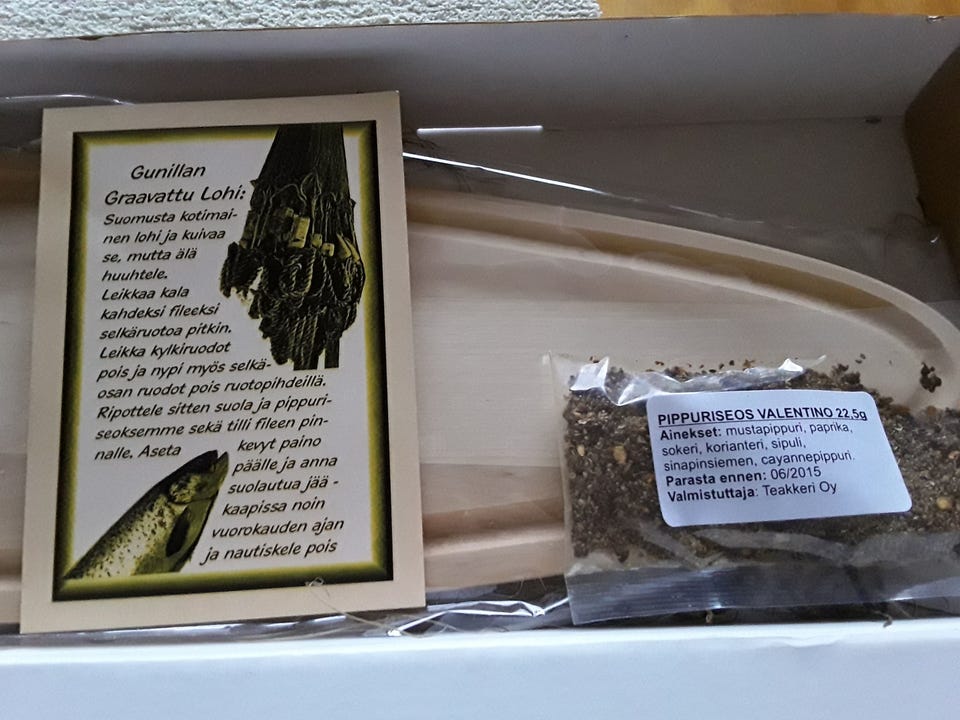 Gunillan
Graavattu Lohi:
Suomusta kotimai-
nen lohi ja kuivaa
se, mutta älä
huuhtele.
Leikkaa kala
kahdeksi fileeksi
selkäruotoa pitkin.
Leikka kylkiruodot
pois ja nypi myös selkä-
osan ruodot pois ruotopihdeillä.
Ripottele sitten suola ja pippuri-
seoksemme sekä tilli fileen pin-
nalle. Aseta kevyt paino
päälle ja anna
suolautua jää -
kaapissa noin
vuorokauden ajan
ja nautiskele pois
PIPPURISEOS VALENTINO 22,5g
Ainekset: mustapippuri, paprika,
sokeri, korianteri, sipuli,
sinapinsiemen, cayannepippuri.
Parasta ennen: 06/2015
Valmistuttaja: Teakkeri Oy